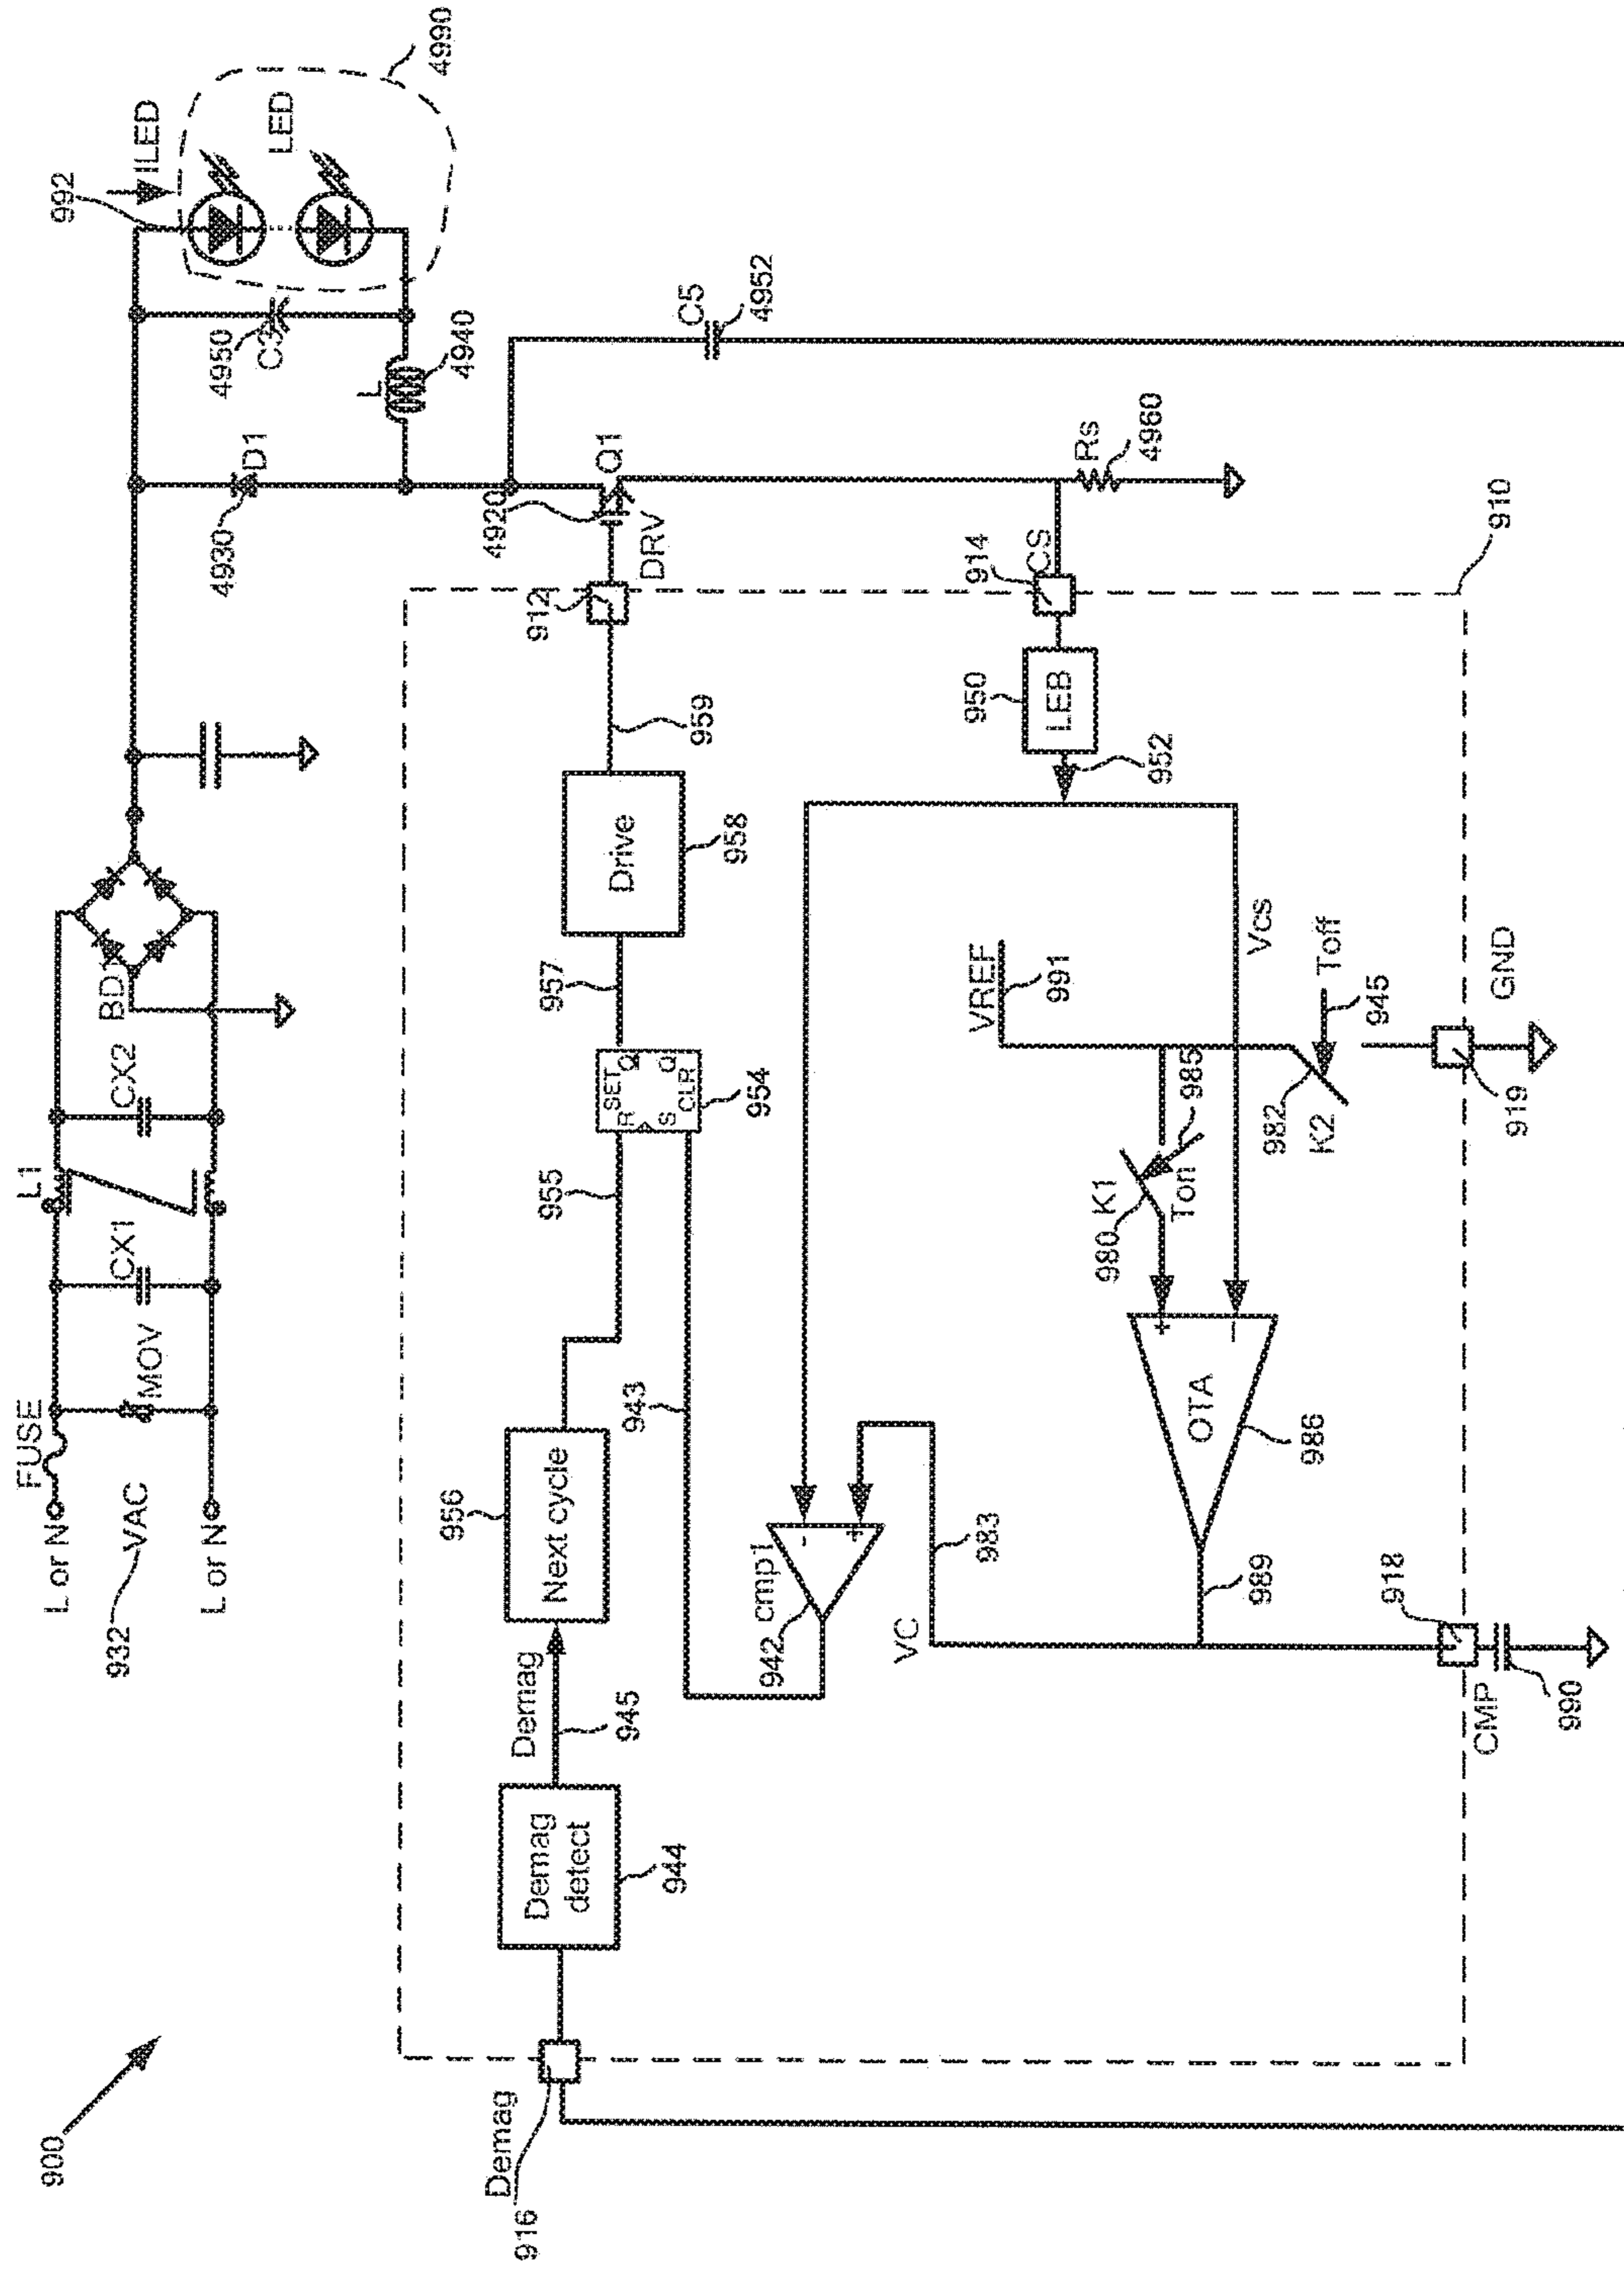 900
L or N
932
VAC
L or N
FUSE
MOV
CX1
L1
CX2
BD1
4930
D1
4950
C3
992
ILED
LED
4990
L
4940
C5
4952
Q1
4920
DRV
912
959
Drive
958
957
SET
R
Q
S
CLR
Q
954
955
Next cycle
956
Demag
945
Demag
detect
944
Demag
916
943
942
cmp1
-
+
VC
983
950
LEB
952
914
CS
Rs
4960
910
VREF
991
Vcs
980
K1
Ton
985
982
K2
Toff
945
GND
919
+
-
OTA
986
989
918
CMP
990